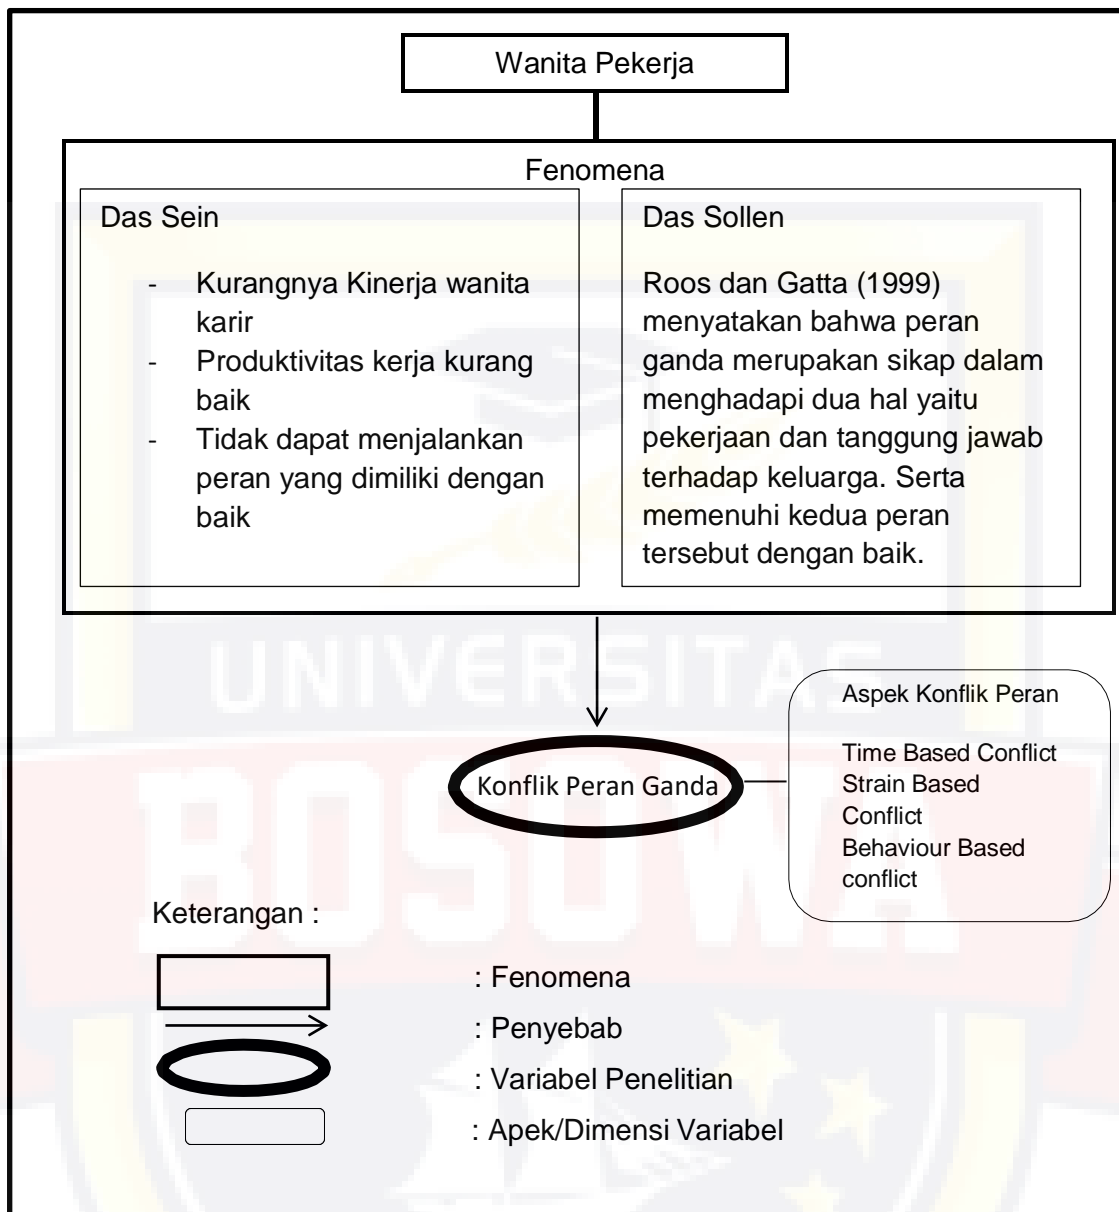 Wanita Pekerja
Fenomena
Das Sein
- Kurangnya Kinerja wanita
karir
- Produktivitas kerja kurang
baik
- Tidak dapat menjalankan
peran yang dimiliki dengan
baik
Das Sollen
Roos dan Gatta (1999)
menyatakan bahwa peran
ganda merupakan sikap dalam
menghadapi dua hal yaitu
pekerjaan dan tanggung jawab
terhadap keluarga. Serta
memenuhi kedua peran
tersebut dengan baik.
UNIVERSITAS
BOSOWA
Konflik Peran Ganda
Aspek Konflik Peran
Time Based Conflict
Strain Based
Conflict
Behaviour Based
conflict
Keterangan :
: Fenomena
: Penyebab
: Variabel Penelitian
: Apek/Dimensi Variabel